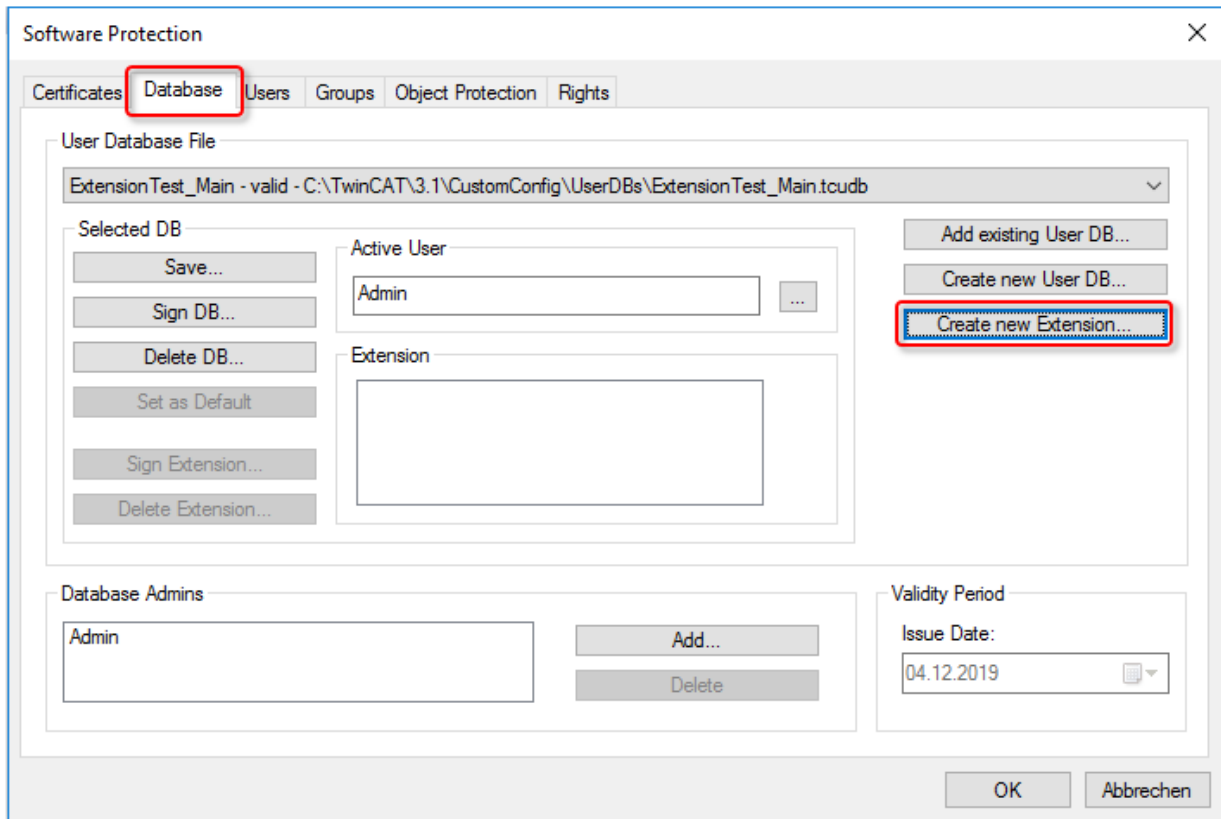 Software Protection
Certificates Database Users Groups Object Protection Rights
User Database File
ExtensionTest_Main - valid - C:\TwinCAT\3.1\CustomConfig\UserDBs\ExtensionTest_Main.tcudb
Selected DB
Save...
Sign DB...
Delete DB...
Set as Default
Sign Extension...
Delete Extension...
Active User
Admin
...
Extension
Add existing User DB...
Create new User DB...
Create new Extension...
Database Admins
Admin
Add...
Delete
Validity Period
Issue Date:
04.12.2019
OK Abbrechen